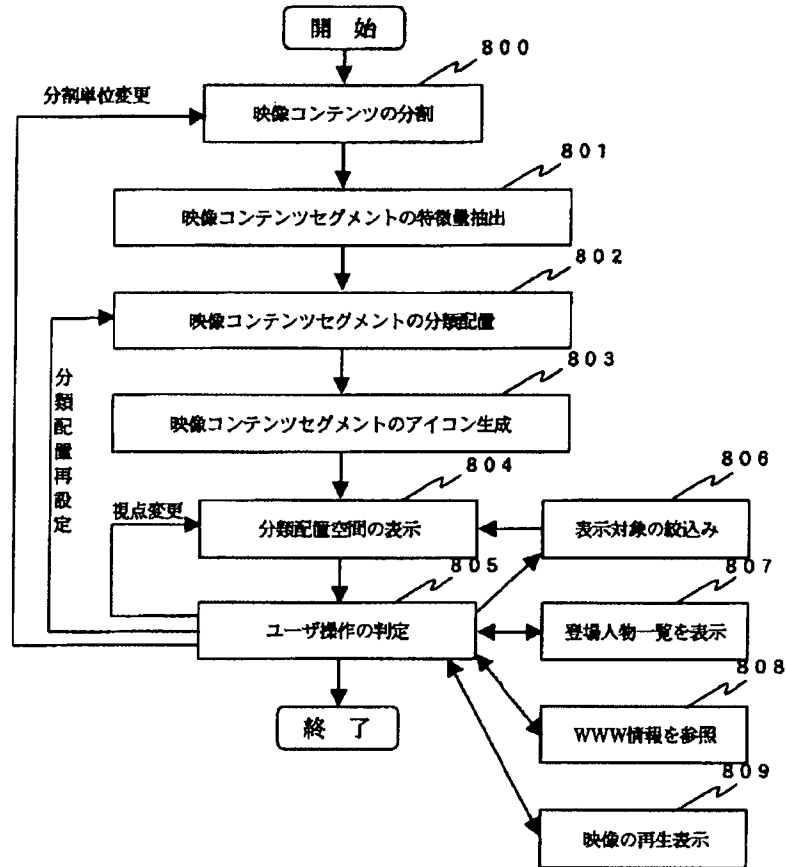 開 始
800
分割単位変更
映像コンテンツの分割
801
映像コンテンツセグメントの特徴量抽出
802
映像コンテンツセグメントの分類配置
803
分類配置再設定
映像コンテンツセグメントのアイコン生成
804
806
視点変更
分類配置空間の表示
表示対象の絞込み
805
807
ユーザ操作の判定
登場人物一覧を表示
808
終 了
WWW情報を参照
809
映像の再生表示